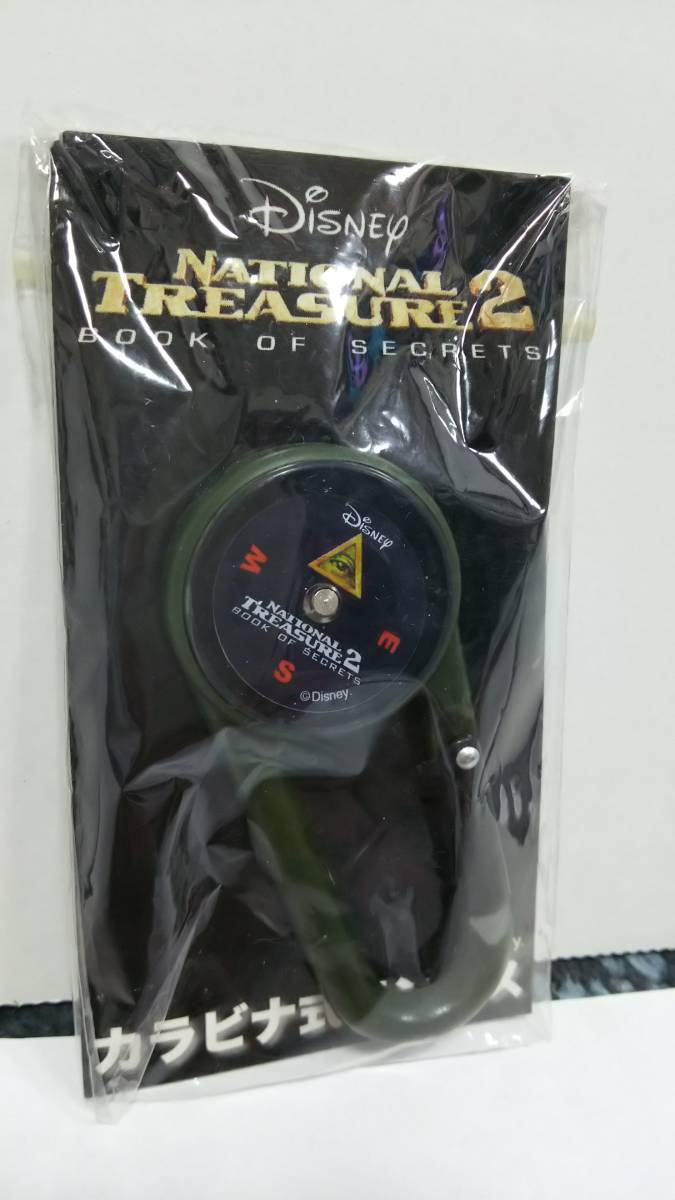 Disney
NATIONAL
TREASURE 2
BOOK OF SECRETS
Disney
W
E
S
NATIONAL
TREASURE 2
BOOK OF SECRETS
©Disney
カラビナ式